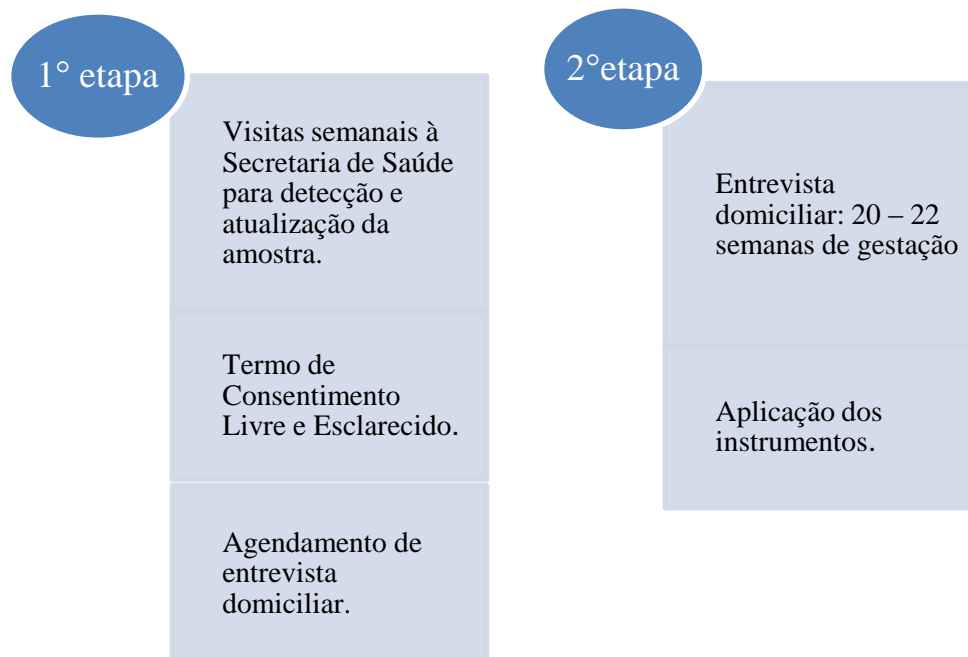 1° etapa
Visitas semanais à
Secretaria de Saúde
para detecção e
atualização da
amostra.
Termo de
Consentimento
Livre e Esclarecido.
Agendamento de
entrevista
domiciliar.
2°etapa
Entrevista
domiciliar: 20 – 22
semanas de gestação
Aplicação dos
instrumentos.